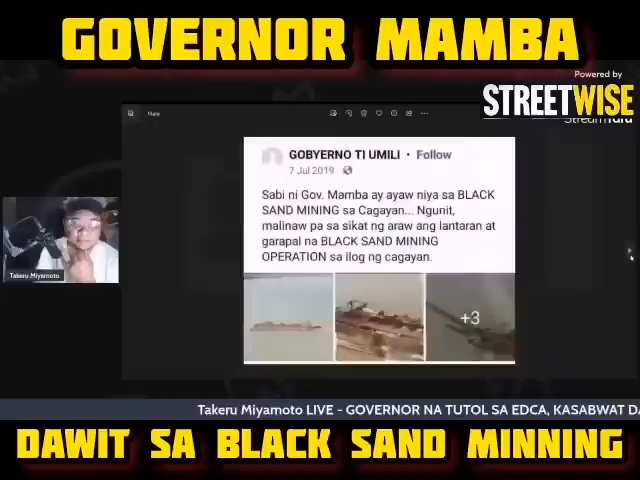 GOVERNOR MAMBA
Powered by
STREETWISE
GOBYERNO TI UMILI • Follow
7 Jul 2019
Sabi ni Gov. Mamba ay ayaw niya sa BLACK
SAND MINING sa Cagayan... Ngunit,
malinaw pa sa sikat ng araw ang lantaran at
garapal na BLACK SAND MINING
OPERATION sa ilog ng cagayan.
+3
Takeru Miyamoto
Takeru Miyamoto LIVE - GOVERNOR NA TUTOL SA EDCA, KASABWAT DA
DAWIT SA BLACK SAND MINNING